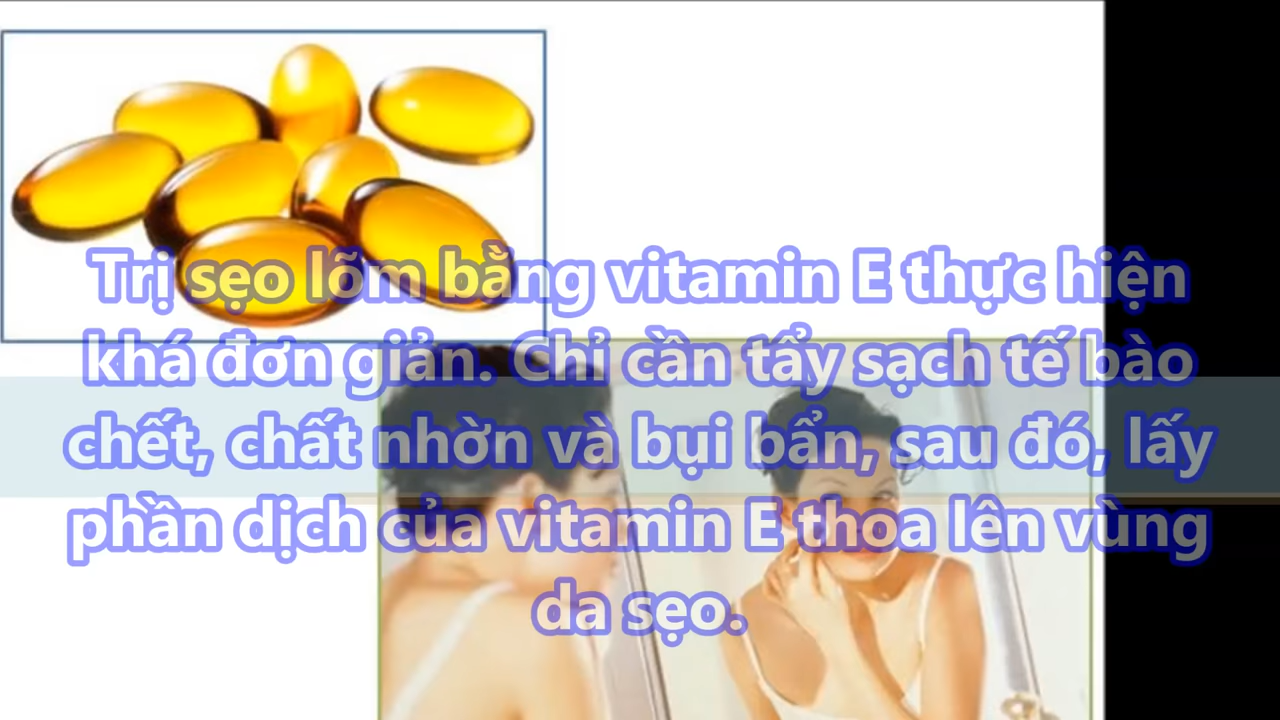 Trị sẹo lõm bằng vitamin E thực hiện
khá đơn giản. Chỉ cần tẩy sạch tế bào
chết, chất nhờn và bụi bẩn, sau đó, lấy
phần dịch của vitamin E thoa lên vùng
da sẹo.